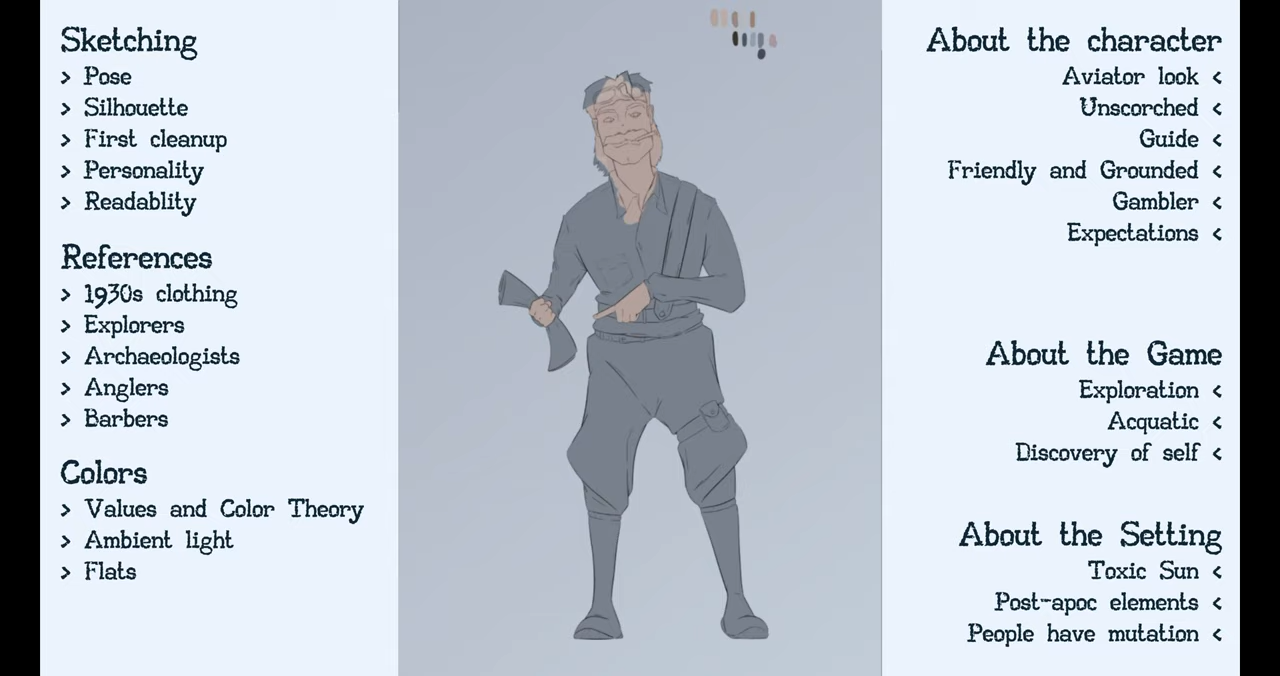 Sketching
> Pose
> Silhouette
> First cleanup
> Personality
> Readablity
References
> 1930s clothing
> Explorers
> Archaeologists
> Anglers
> Barbers
Colors
> Values and Color Theory
> Ambient light
> Flats
About the character
Aviator look <
Unscorched <
Guide <
Friendly and Grounded <
Gambler <
Expectations <
About the Game
Exploration <
Acquatic <
Discovery of self <
About the Setting
Toxic Sun <
Post-apoc elements <
People have mutation <